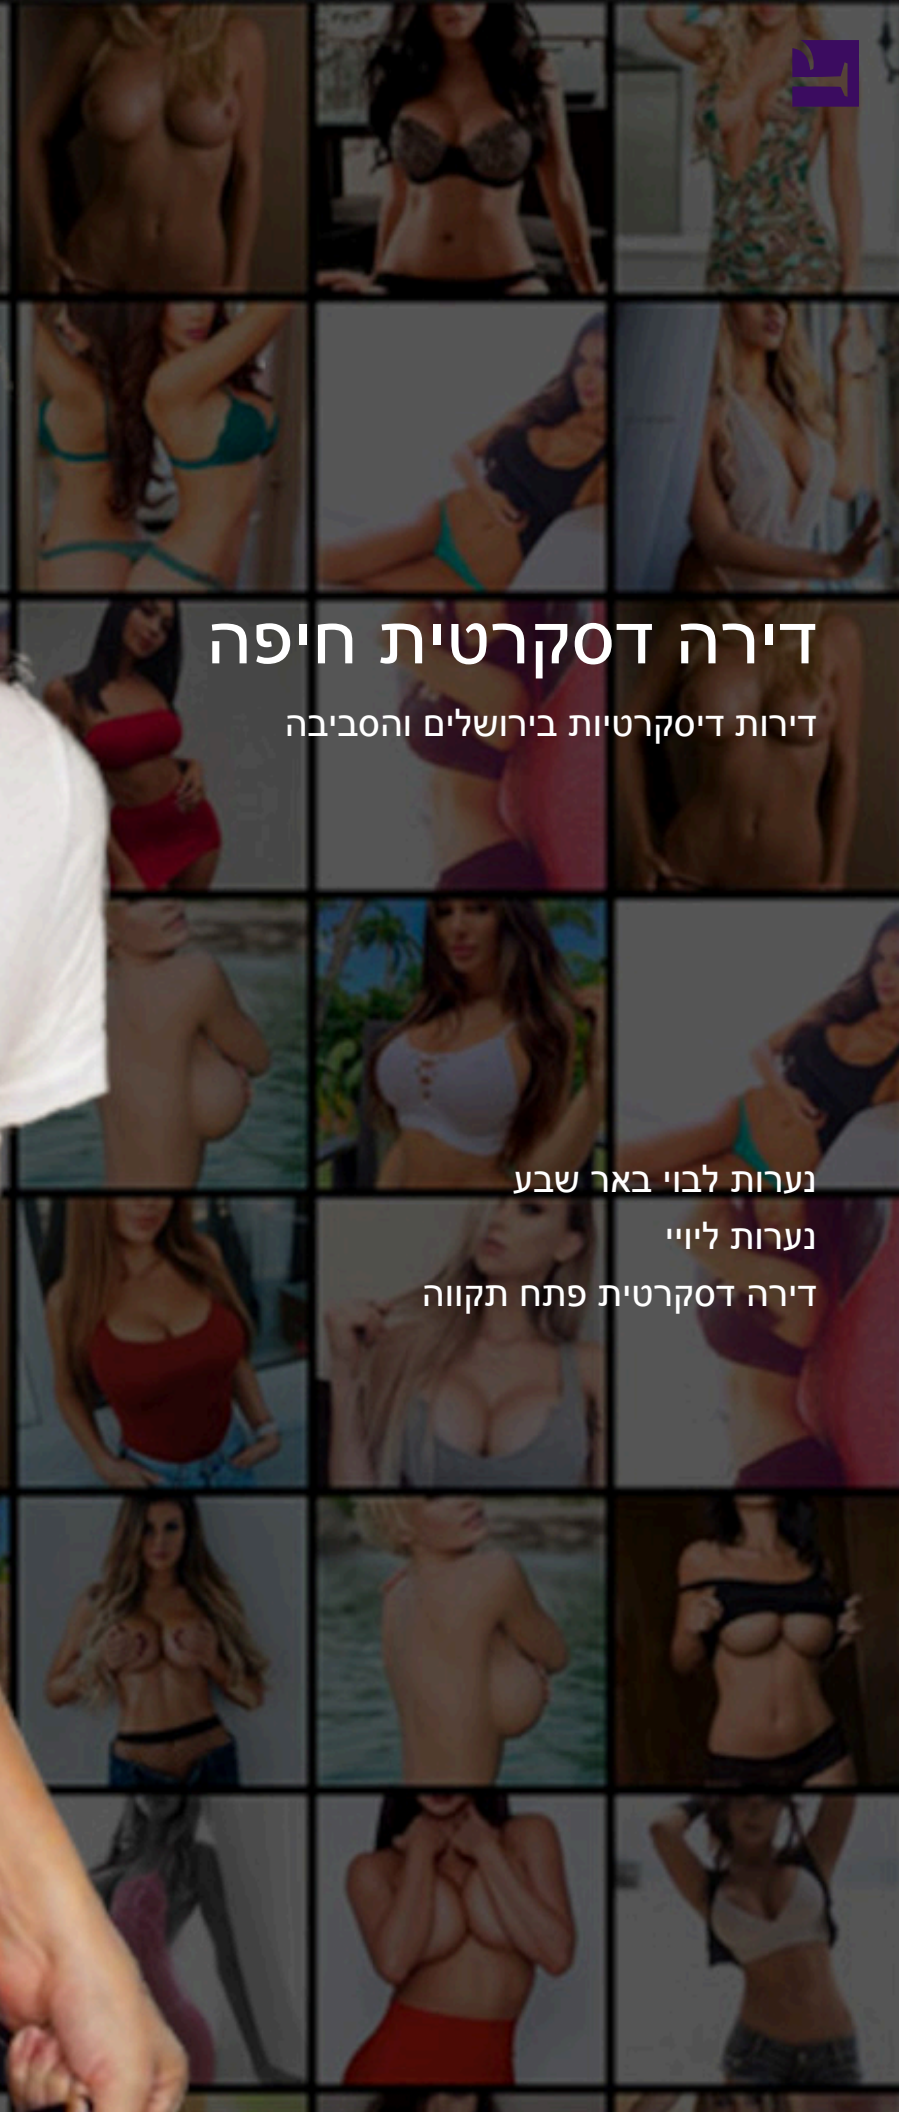 דירה דסקרטית חיפה
דירות דיסקרטיות בירושלים והסביבה
נערות לבוי באר שבע
נערות ליויי
דירה דסקרטית פתח תקווה